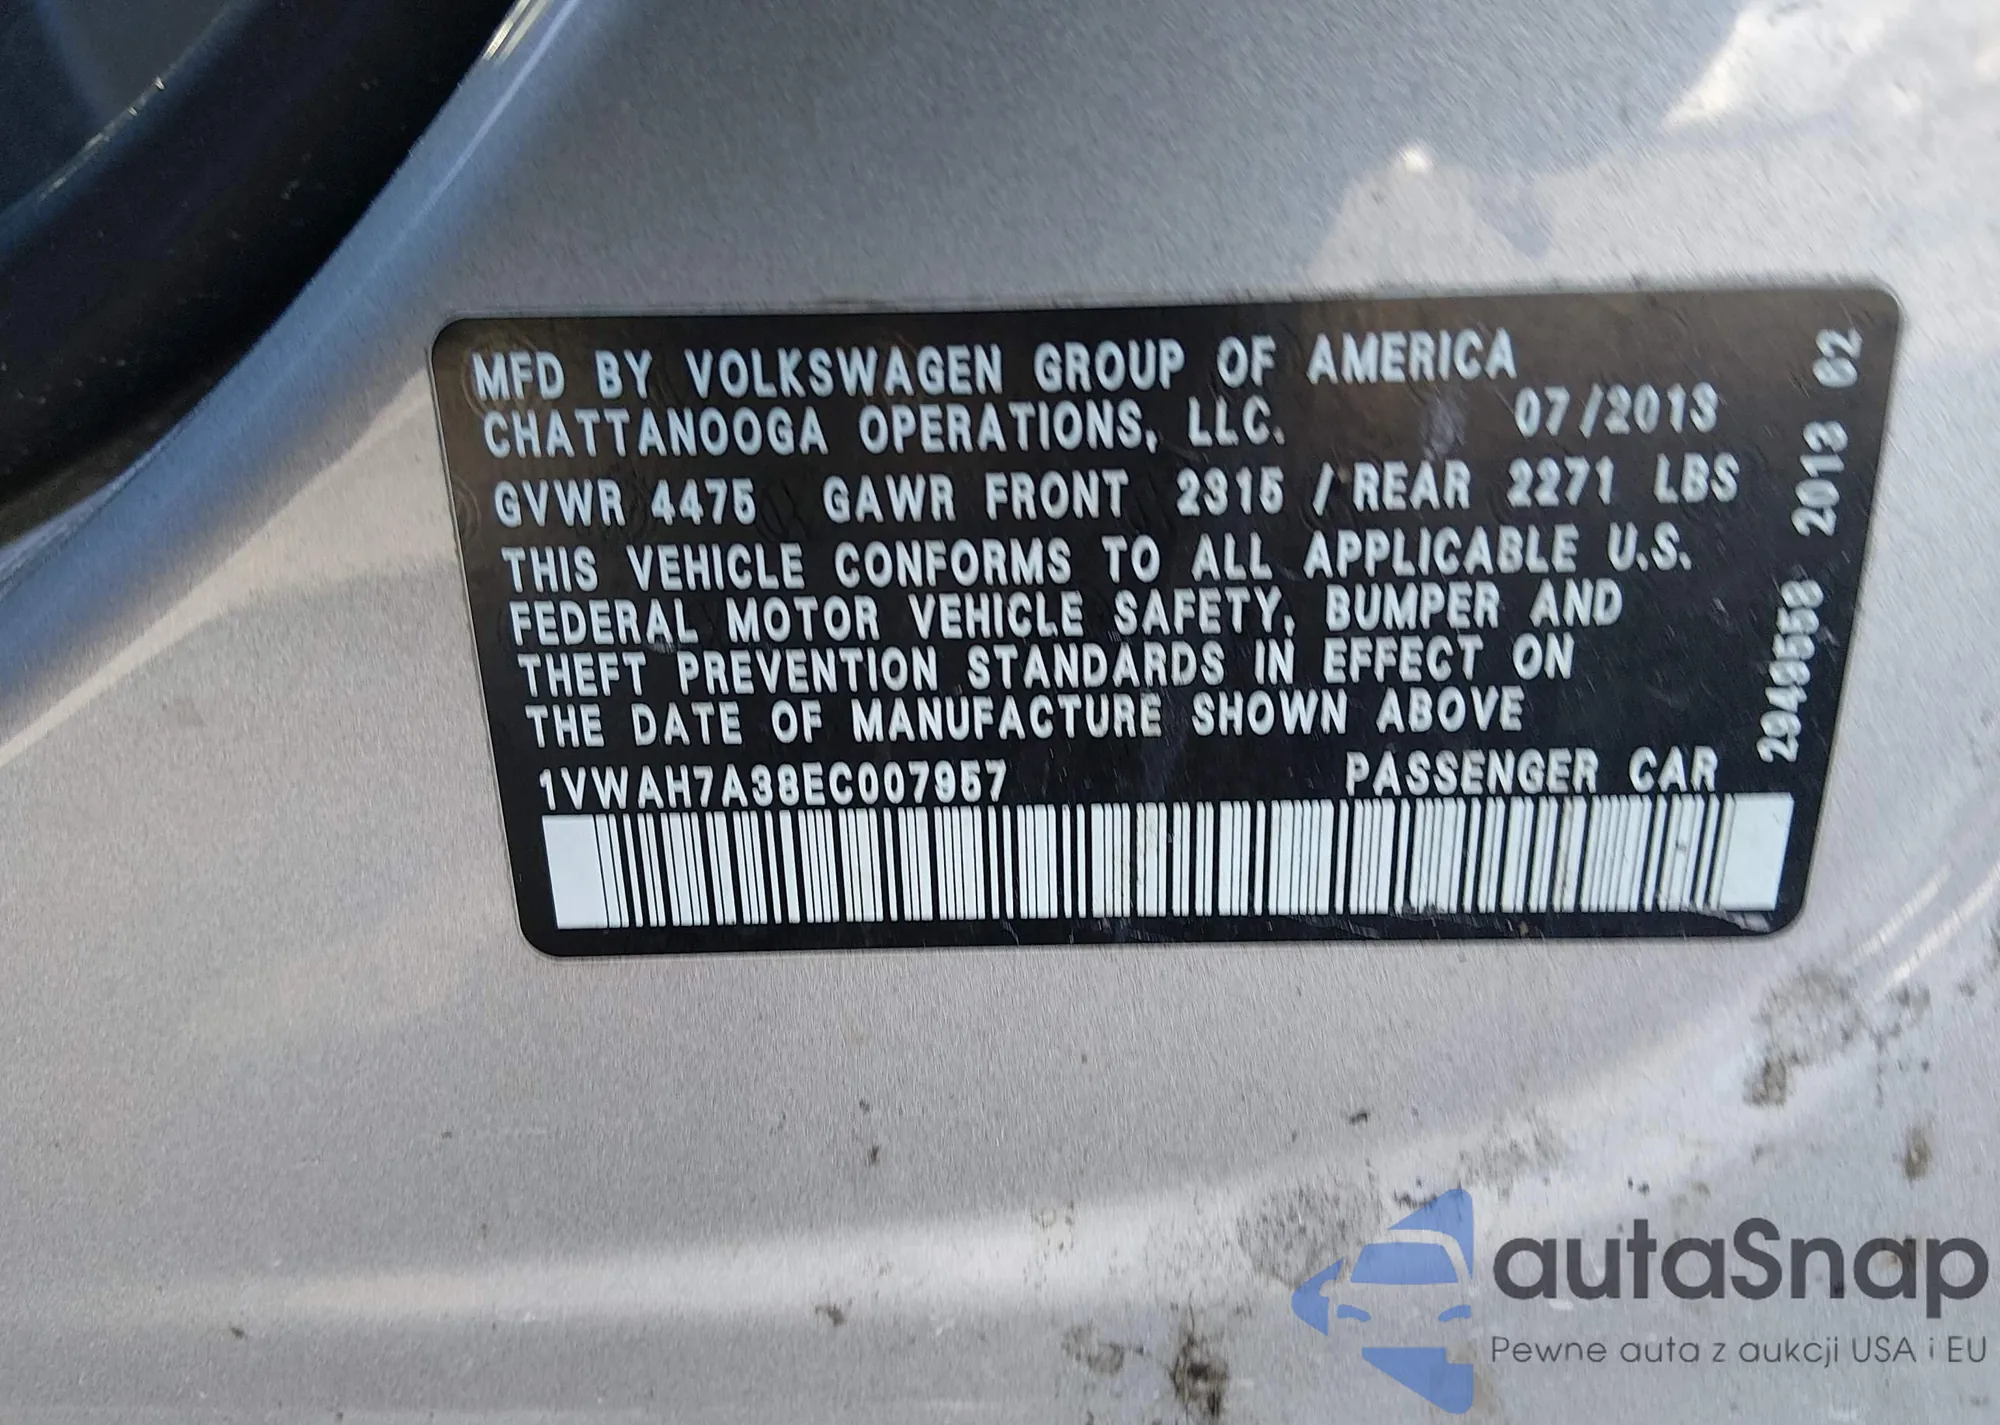 MFD BY VOLKSWAGEN GROUP OF AMERICA
CHATTANOOGA OPERATIONS, LLC. 07/2013
GVWR 4475 GAWR FRONT 2315 / REAR 2271 LBS
THIS VEHICLE CONFORMS TO ALL APPLICABLE U.S.
FEDERAL MOTOR VEHICLE SAFETY, BUMPER AND
THEFT PREVENTION STANDARDS IN EFFECT ON
THE DATE OF MANUFACTURE SHOWN ABOVE
1VWAH7A38EC007957 PASSENGER CAR
2949558 2013 62
autaSnap
Pewne auta z aukcji USA i EU